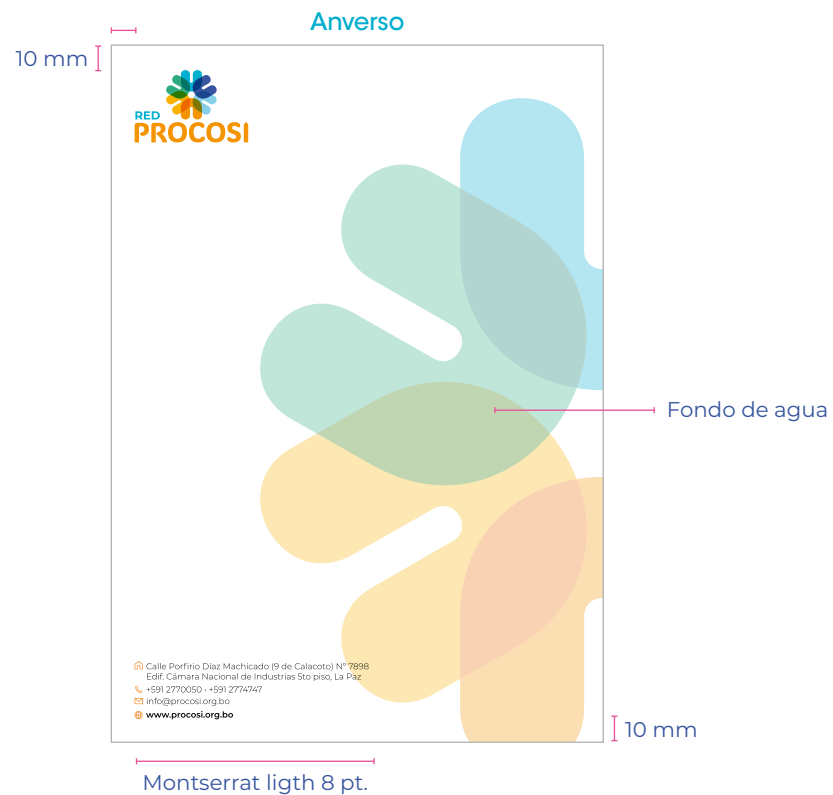 Anverso
10 mm
RED
PROCOSI
Fondo de agua
Calle Porfirio Díaz Machicado (9 de Calacoto) N° 7898
Edif. Cámara Nacional de Industrias 5to piso, La Paz
+591 2770050 • +591 2774747
info@procosi.org.bo
www.procosi.org.bo
10 mm
Montserrat ligth 8 pt.